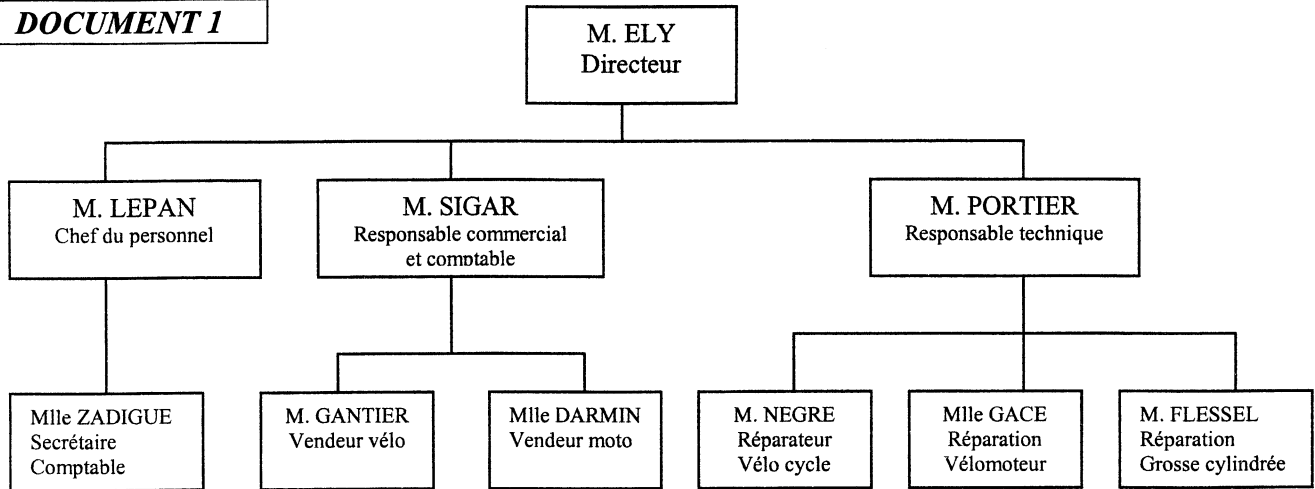 DOCUMENT 1
M. ELY
Directeur
M. LEPAN
Chef du personnel
M. SIGAR
Responsable commercial
et comptable
M. PORTIER
Responsable technique
Mlle ZADIGUE
Secrétaire
Comptable
M. GANTIER
Vendeur vélo
Mlle DARMIN
Vendeur moto
M. NEGRE
Réparateur
Vélo cycle
Mlle GACE
Réparation
Vélomoteur
M. FLESSEL
Réparation
Grosse cylindrée